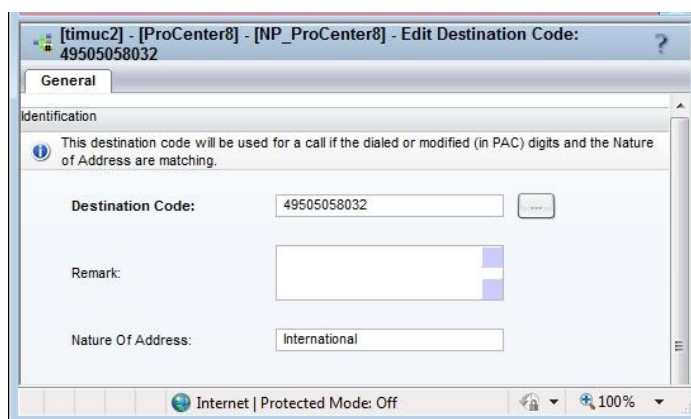 [timuc2] - [ProCenter8] - [NP_ProCenter8] - Edit Destination Code:
49505058032
?
General
Identification
This destination code will be used for a call if the dialed or modified (in PAC) digits and the Nature
of Address are matching.
Destination Code:
49505058032
...
Remark:
Nature Of Address:
International
Internet | Protected Mode: Off
100%